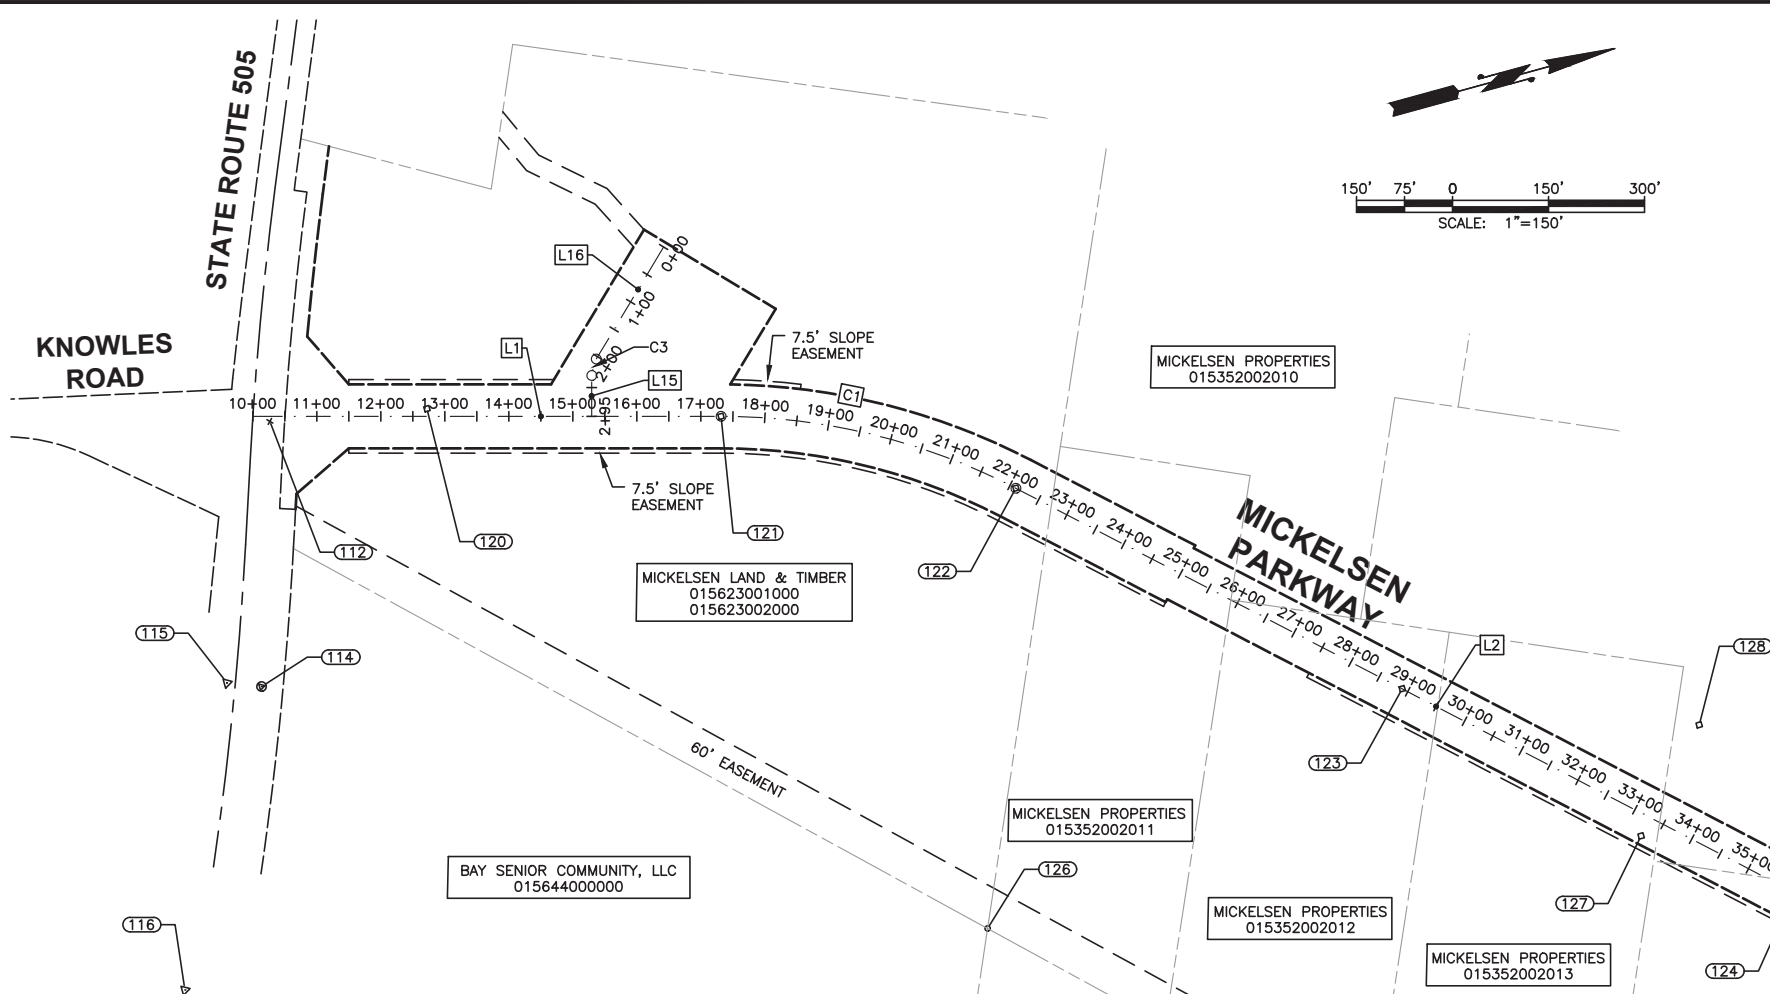 STATE ROUTE 505
KNOWLES
ROAD
150' 75' 0 150' 300'
SCALE: 1"=150'
L16
0+00
1+00
2+00
C3
L1
L15
2+95
7.5' SLOPE
EASEMENT
C1
MICKELSEN PROPERTIES
015352002010
10+00 11+00 12+00 13+00 14+00 15+00 16+00 17+00 18+00 19+00 20+00 21+00 22+00 23+00 24+00 25+00 26+00 27+00 28+00 29+00 30+00 31+00 32+00 33+00 34+00 35+00
7.5' SLOPE
EASEMENT
MICKELSEN
PARKWAY
112
120
121
122
MICKELSEN LAND & TIMBER
015623001000
015623002000
115
114
L2
128
123
60' EASEMENT
MICKELSEN PROPERTIES
015352002011
BAY SENIOR COMMUNITY, LLC
015644000000
126
127
116
MICKELSEN PROPERTIES
015352002012
MICKELSEN PROPERTIES
015352002013
124